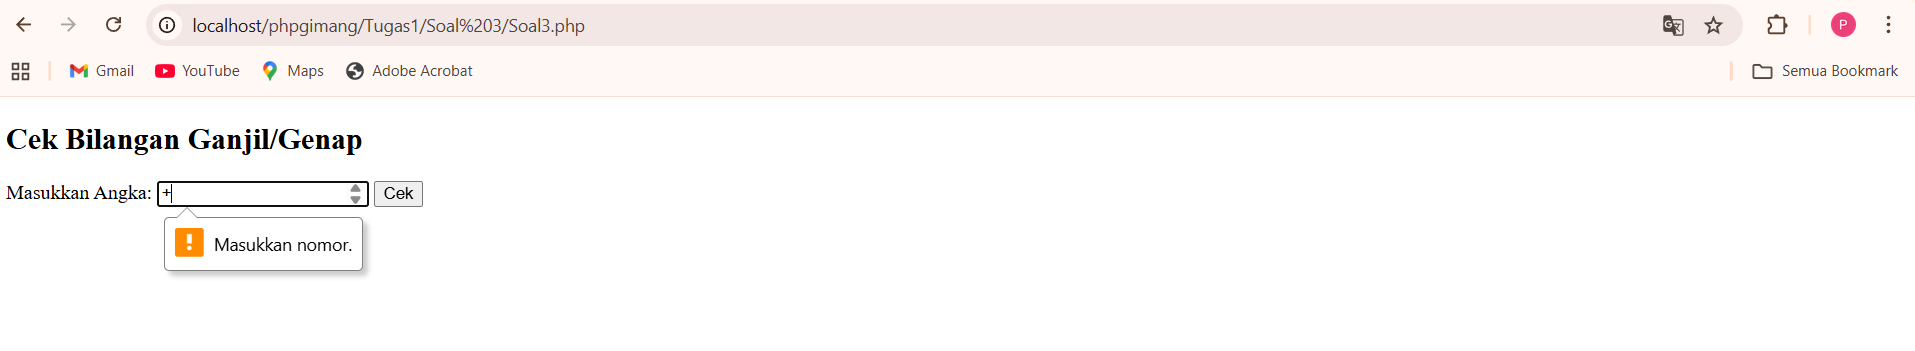 localhost/phpgimang/Tugas1/Soal%203/Soal3.php
P
Gmail YouTube Maps Adobe Acrobat Semua Bookmark
Cek Bilangan Ganjil/Genap
Masukkan Angka: + Cek
Masukkan nomor.